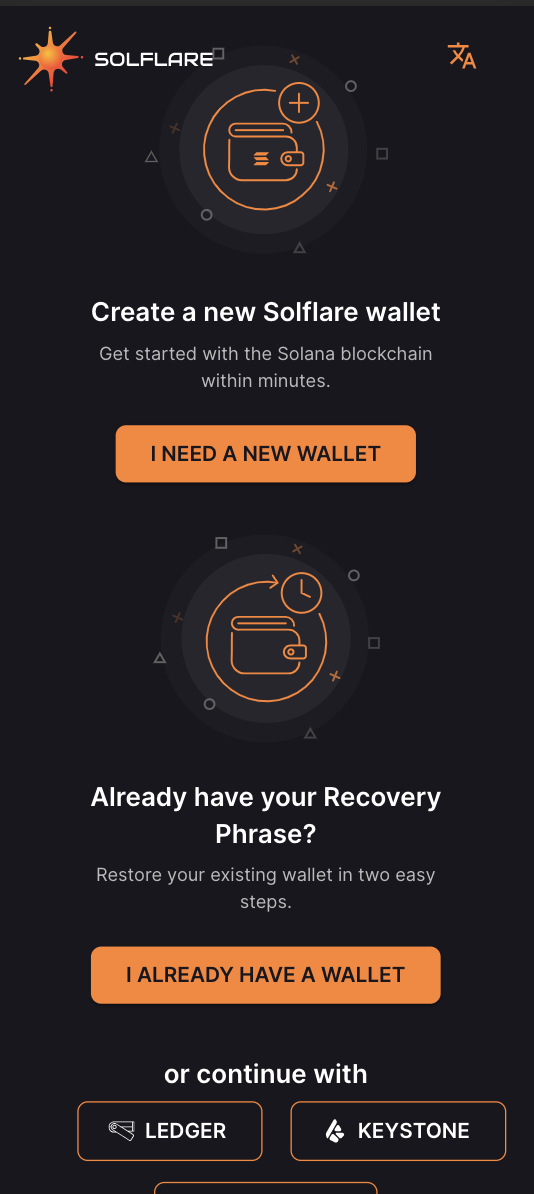 SOLFLARE
Create a new Solflare wallet
Get started with the Solana blockchain
within minutes.
I NEED A NEW WALLET
Already have your Recovery
Phrase?
Restore your existing wallet in two easy
steps.
I ALREADY HAVE A WALLET
or continue with
LEDGER
KEYSTONE